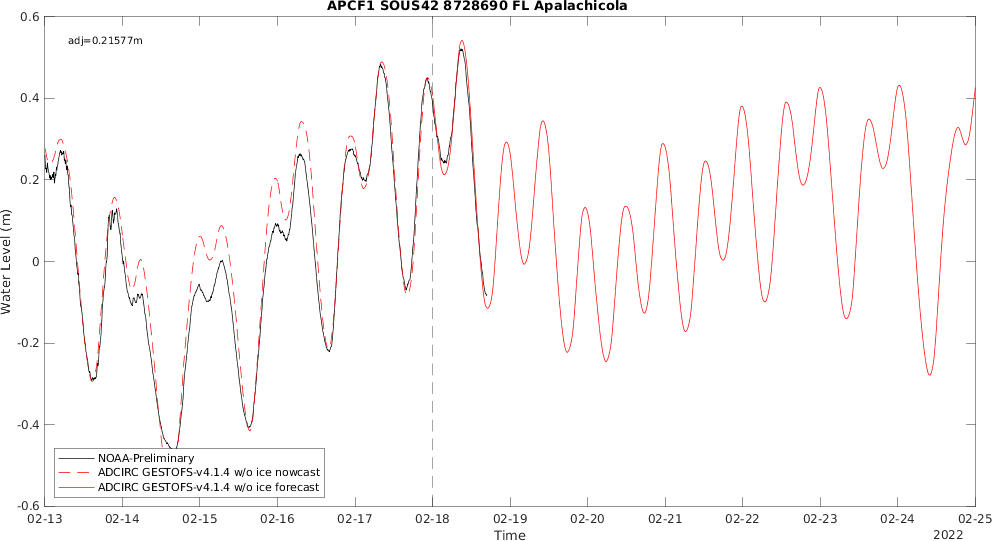 APCF1 SOUS42 8728690 FL Apalachicola
adj=0.21577m
0.6
0.4
0.2
0
-0.2
-0.4
-0.6
Water Level (m)
NOAA-Preliminary
ADCIRC GESTOFS-v4.1.4 w/o ice nowcast
ADCIRC GESTOFS-v4.1.4 w/o ice forecast
02-13 02-14 02-15 02-16 02-17 02-18 02-19 02-20 02-21 02-22 02-23 02-24 02-25
Time
2022